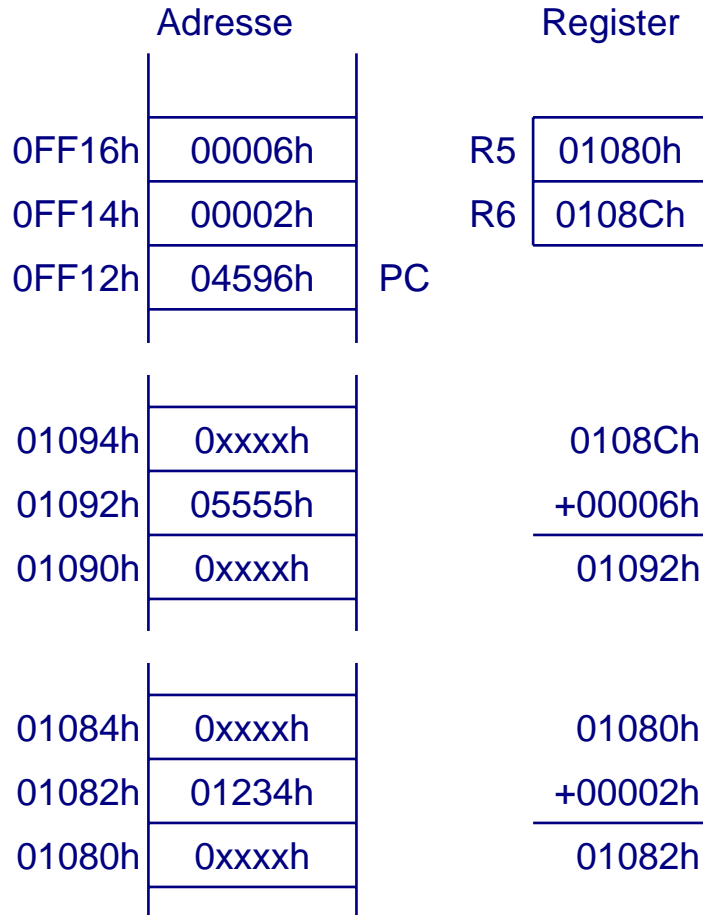 Adresse Register
0FF16h 00006h R5 01080h
0FF14h 00002h R6 0108Ch
0FF12h 04596h PC
01094h 0xxxxh 0108Ch
01092h 05555h +00006h
01090h 0xxxxh 01092h
01084h 0xxxxh 01080h
01082h 01234h +00002h
01080h 0xxxxh 01082h